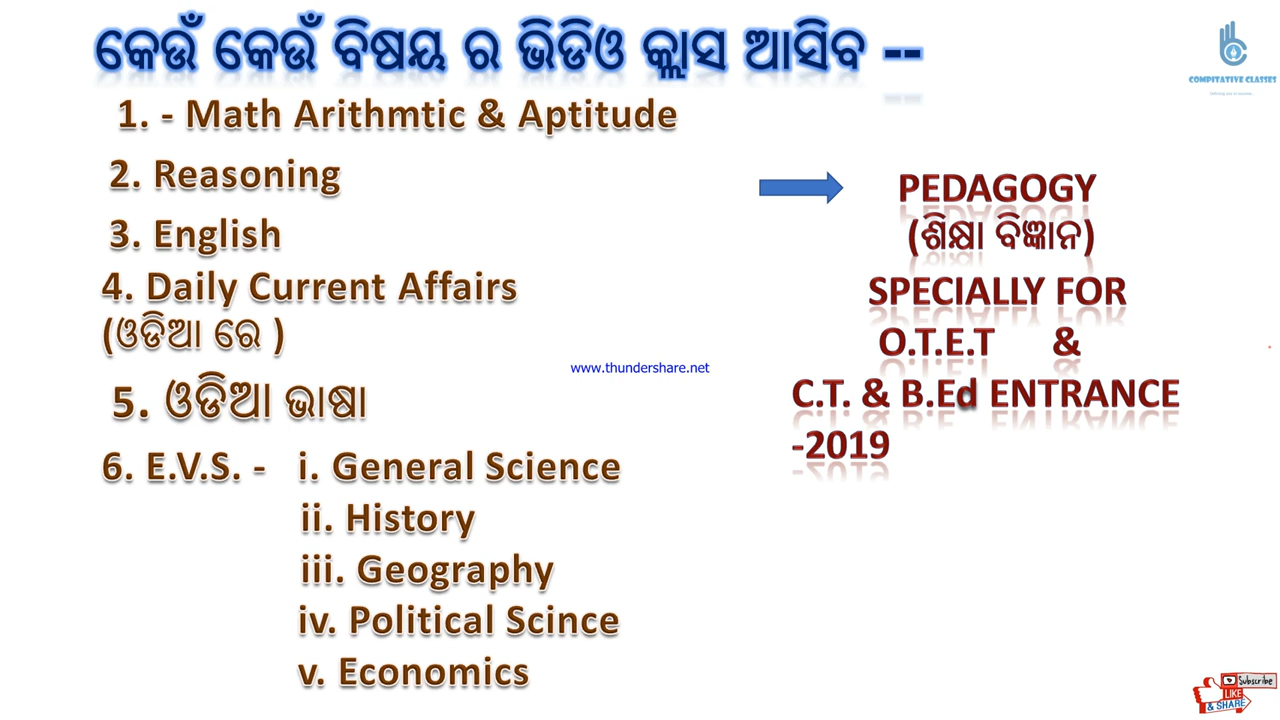 କେଉଁ କେଉଁ ବିଷୟ ର ଭିଡିଓ କ୍ଲାସ ଆସିବ --
COMPITATIVE CLASSES
1. - Math Arithmtic & Aptitude
2. Reasoning
3. English
4. Daily Current Affairs
(ଓଡିଆ ରେ )
5. ଓଡିଆ ଭାଷା
6. E.V.S. - i. General Science
ii. History
iii. Geography
iv. Political Scince
v. Economics
PEDAGOGY
(ଶିକ୍ଷା ବିଜ୍ଞାନ)
SPECIALLY FOR
O.T.E.T &
C.T. & B.Ed ENTRANCE
-2019
www.thundershare.net
Subscribe
LIKE
& SHARE